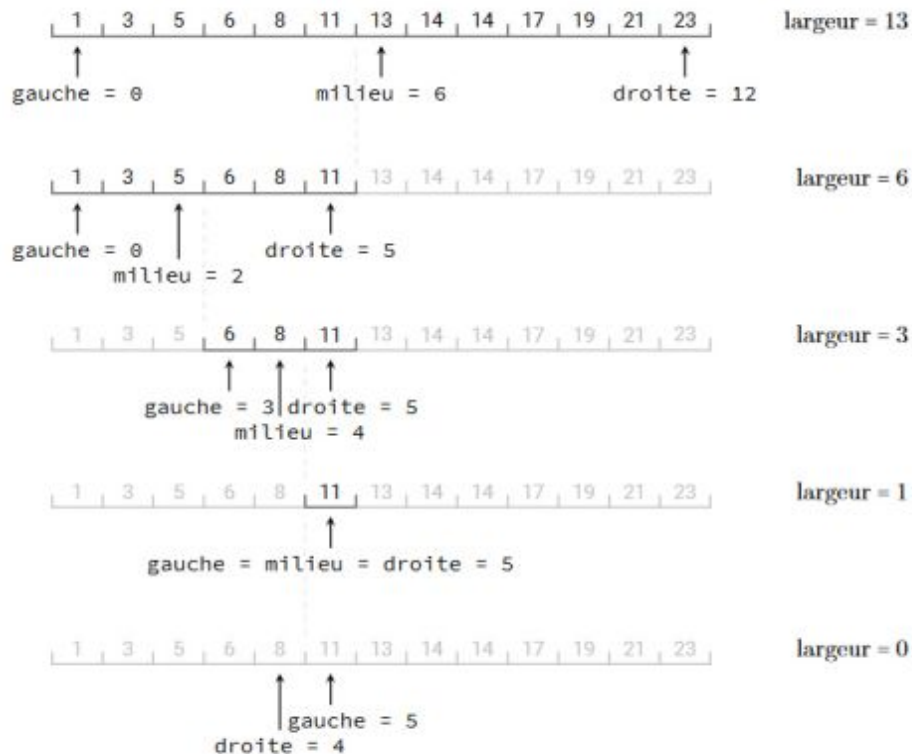 1 3 5 6 8 11 13 14 14 17 19 21 23 largeur = 13
gauche = 0 milieu = 6 droite = 12
1 3 5 6 8 11 13 14 14 17 19 21 23 largeur = 6
gauche = 0 droite = 5
milieu = 2
1 3 5 6 8 11 13 14 14 17 19 21 23 largeur = 3
gauche = 3 droite = 5
milieu = 4
1 3 5 6 8 11 13 14 14 17 19 21 23 largeur = 1
gauche = milieu = droite = 5
1 3 5 6 8 11 13 14 14 17 19 21 23 largeur = 0
gauche = 5
droite = 4